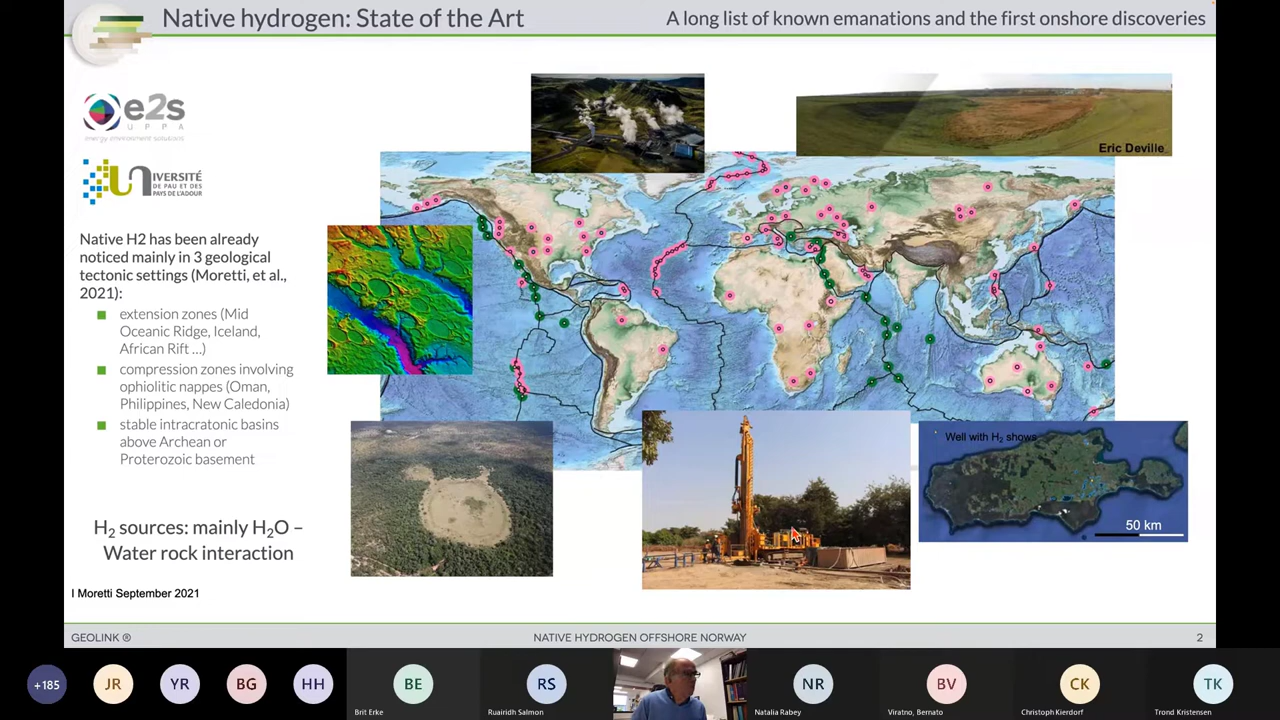 Native hydrogen: State of the Art
A long list of known emanations and the first onshore discoveries
e2s
UPPA
energy environment solutions
UNIVERSITÉ
DE PAU ET DES
PAYS DE L'ADOUR
Eric Deville
Native H2 has been already
noticed mainly in 3 geological
tectonic settings (Moretti, et al.,
2021):
extension zones (Mid
Oceanic Ridge, Iceland,
African Rift ...)
compression zones involving
ophiolitic nappes (Oman,
Philippines, New Caledonia)
stable intracratonic basins
above Archean or
Proterozoic basement
H2 sources: mainly H2O –
Water rock interaction
Well with H2 shows
50 km
I Moretti September 2021
GEOLINK ®
NATIVE HYDROGEN OFFSHORE NORWAY
2
+185
JR
YR
BG
HH
BE
Brit Erke
RS
Ruairidh Salmon
NR
Natalia Rabey
BV
Viratno, Bernato
CK
Christoph Kierdorf
TK
Trond Kristensen